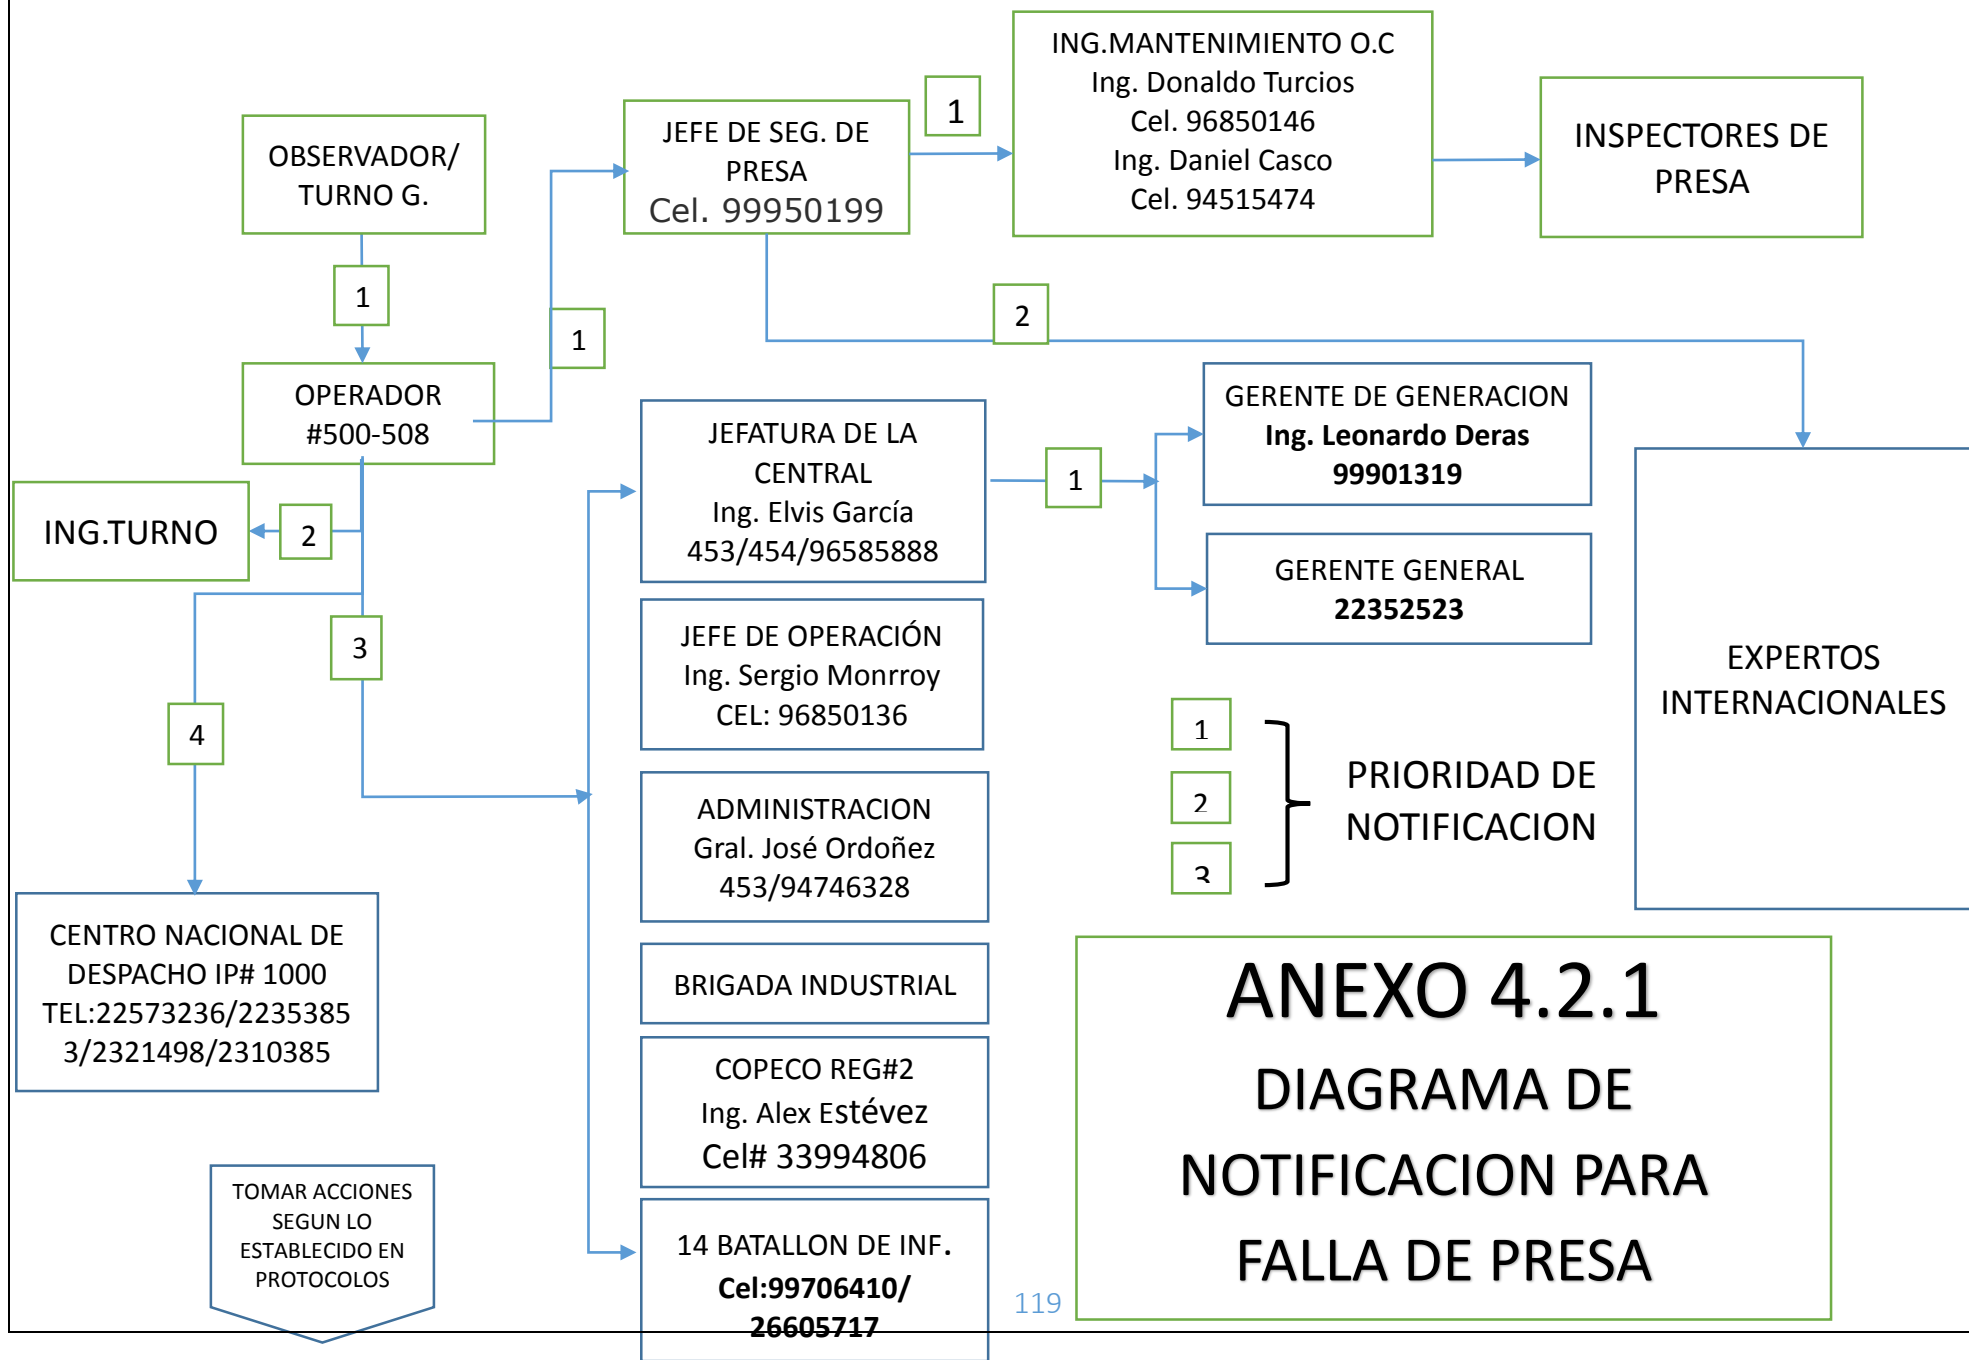 OBSERVADOR/
TURNO G.
1
OPERADOR
#500-508
1
JEFE DE SEG. DE
PRESA
Cel. 99950199
1
ING.MANTENIMIENTO O.C
Ing. Donaldo Turcios
Cel. 96850146
Ing. Daniel Casco
Cel. 94515474
INSPECTORES DE
PRESA
2
EXPERTOS
INTERNACIONALES
ING.TURNO
2
3
4
CENTRO NACIONAL DE
DESPACHO IP# 1000
TEL:22573236/2235385
3/2321498/2310385
TOMAR ACCIONES
SEGUN LO
ESTABLECIDO EN
PROTOCOLOS
JEFATURA DE LA
CENTRAL
Ing. Elvis García
453/454/96585888
1
GERENTE DE GENERACION
Ing. Leonardo Deras
99901319
GERENTE GENERAL
22352523
JEFE DE OPERACIÓN
Ing. Sergio Monrroy
CEL: 96850136
ADMINISTRACION
Gral. José Ordoñez
453/94746328
BRIGADA INDUSTRIAL
COPECO REG#2
Ing. Alex Estévez
Cel# 33994806
14 BATALLON DE INF.
Cel:99706410/
26605717
1
2
3
PRIORIDAD DE
NOTIFICACION
ANEXO 4.2.1
DIAGRAMA DE
NOTIFICACION PARA
FALLA DE PRESA
119